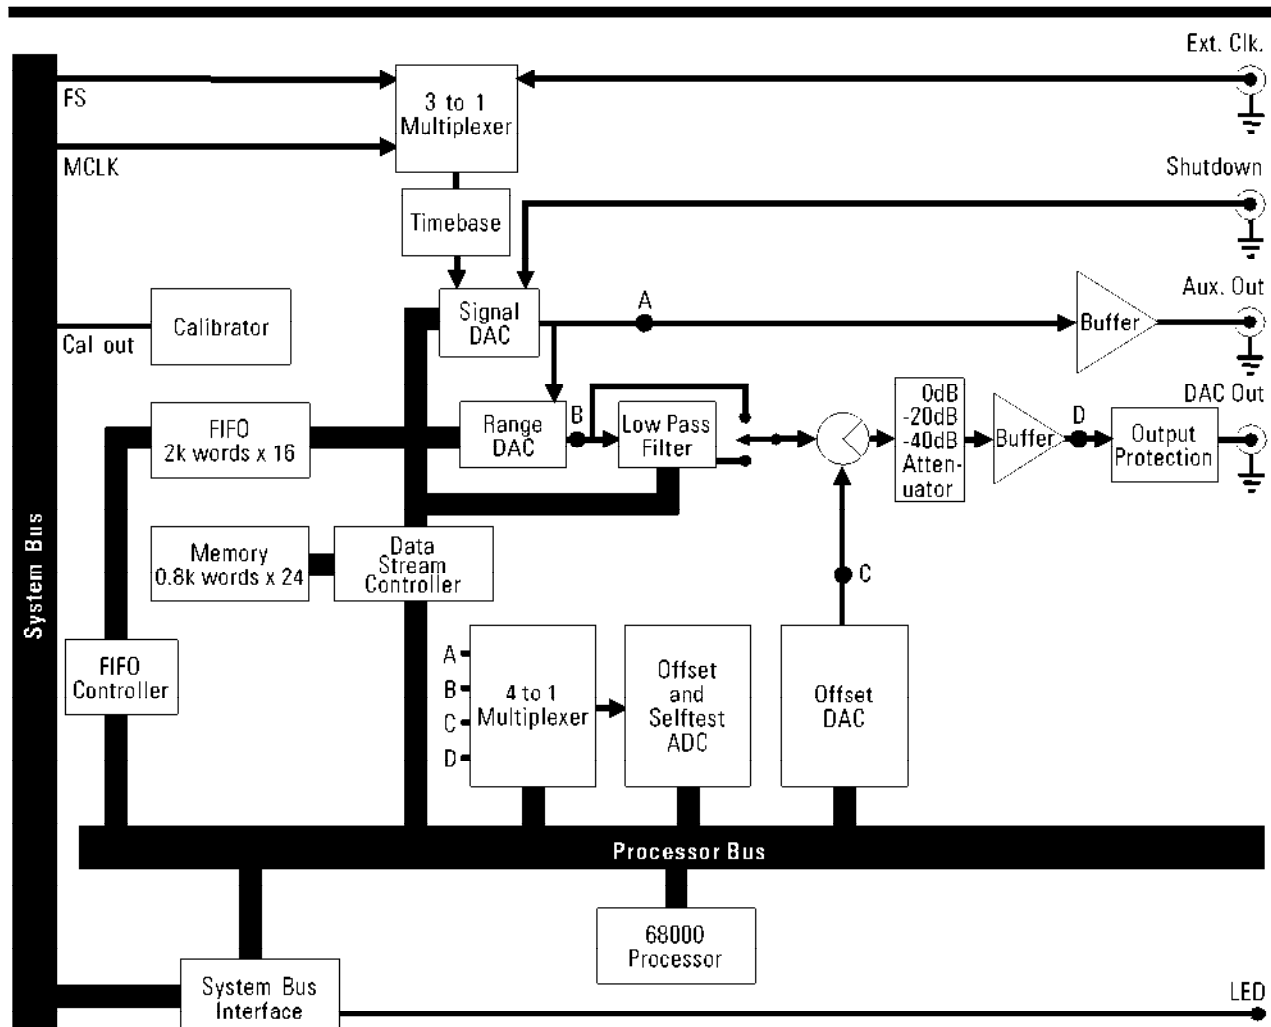 Ext. Clk.
FS
3 to 1
Multiplexer
MCLK
Shutdown
Timebase
Aux. Out
A
Signal
DAC
Calibrator
Buffer
Cal out
DAC Out
0dB
-20dB
-40dB
Atten-
uator
FIFO
2k words x 16
Range
DAC
B
Low Pass
Filter
Buffer
D
Output
Protection
Memory
0.8k words x 24
Data
Stream
Controller
C
System Bus
FIFO
Controller
A
B
C
D
4 to 1
Multiplexer
Offset
and
Selftest
ADC
Offset
DAC
Processor Bus
68000
Processor
System Bus
Interface
LED